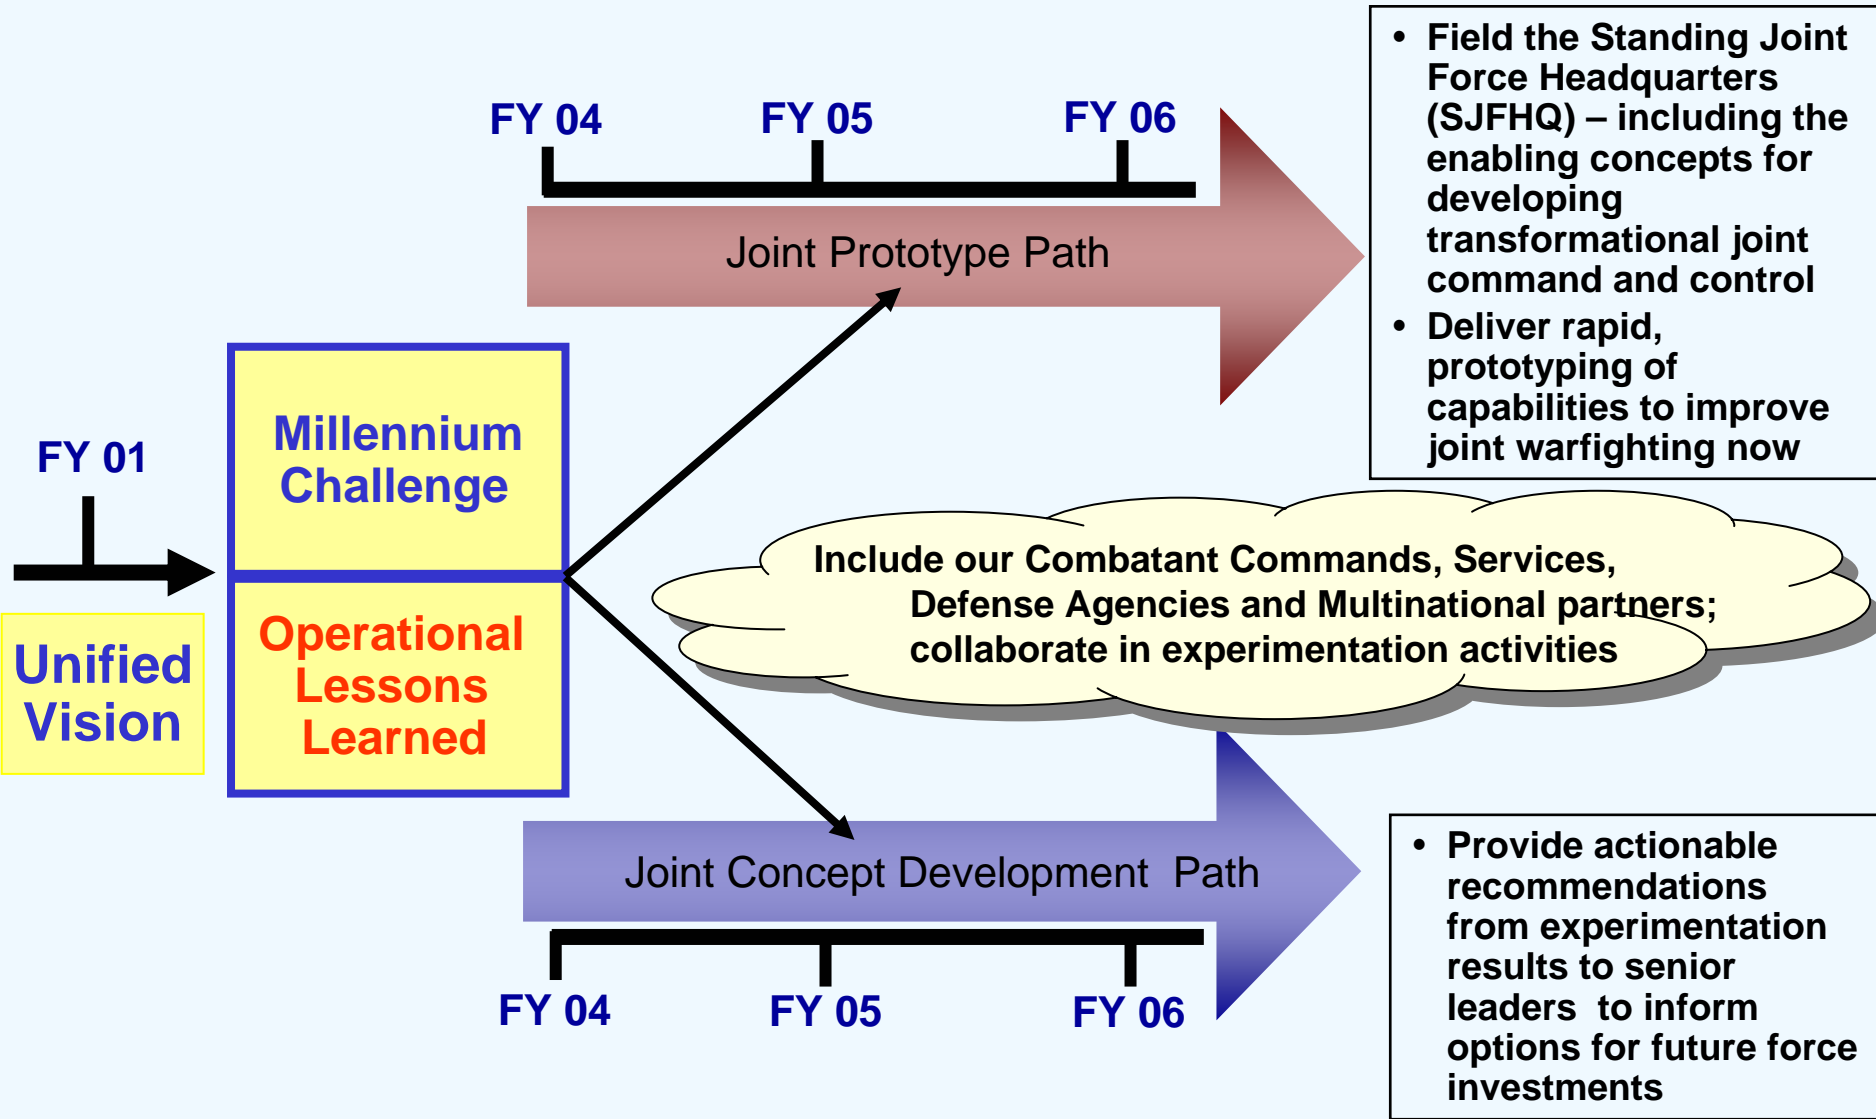 FY 01
Unified
Vision
Millennium
Challenge
Operational
Lessons
Learned
FY 04
FY 05
FY 06
Joint Prototype Path
• Field the Standing Joint
Force Headquarters
(SJFHQ) – including the
enabling concepts for
developing
transformational joint
command and control
• Deliver rapid,
prototyping of
capabilities to improve
joint warfighting now
Include our Combatant Commands, Services,
Defense Agencies and Multinational partners;
collaborate in experimentation activities
Joint Concept Development  Path
FY 04
FY 05
FY 06
• Provide actionable
recommendations
from experimentation
results to senior
leaders  to inform
options for future force
investments